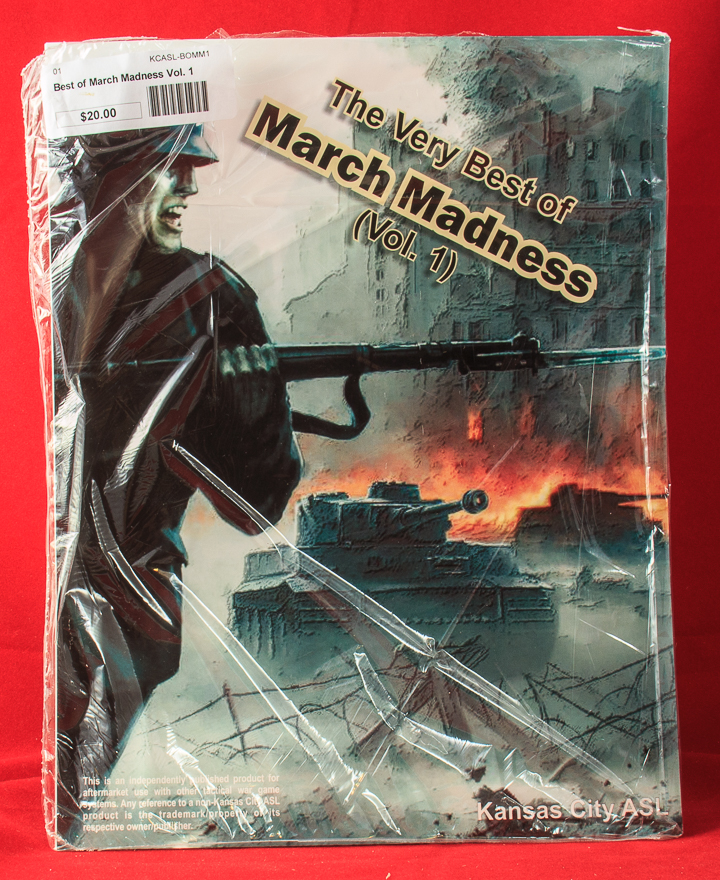 KCASL-BOMM1
01
Best of March Madness Vol. 1
$20.00
The Very Best of
March Madness
(Vol. 1)
This is an independently published product for
aftermarket use with other tactical war game
systems. Any reference to a non-Kansas City ASL
product is the trademark/property of its
respective owner/publisher.
Kansas City ASL